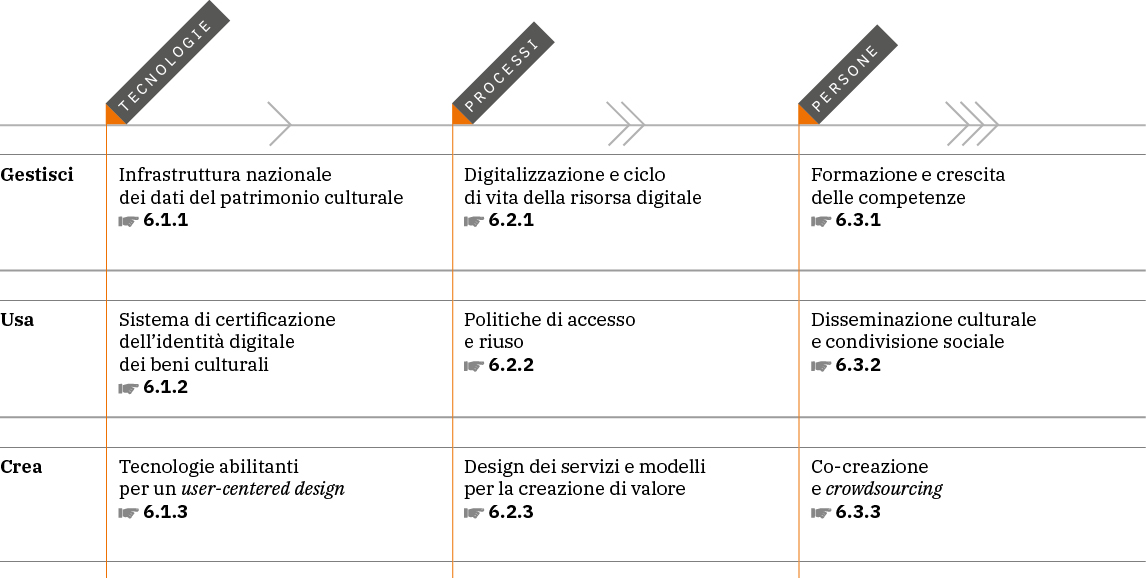 TECNOLOGIE
PROCESSI
PERSONE
Gestisci
Infrastruttura nazionale
dei dati del patrimonio culturale
6.1.1
Digitalizzazione e ciclo
di vita della risorsa digitale
6.2.1
Formazione e crescita
delle competenze
6.3.1
Usa
Sistema di certificazione
dell’identità digitale
dei beni culturali
6.1.2
Politiche di accesso
e riuso
6.2.2
Disseminazione culturale
e condivisione sociale
6.3.2
Crea
Tecnologie abilitanti
per un user-centered design
6.1.3
Design dei servizi e modelli
per la creazione di valore
6.2.3
Co-creazione
e crowdsourcing
6.3.3